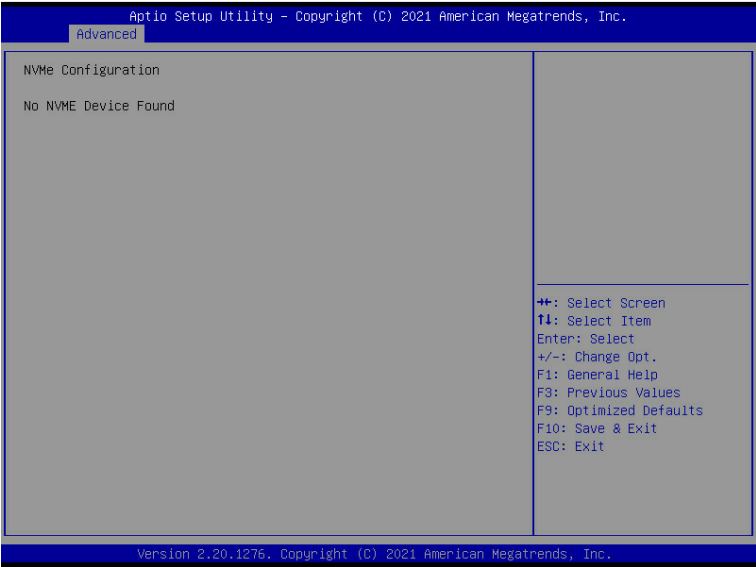 Aptio Setup Utility – Copyright (C) 2021 American Megatrends, Inc.
Advanced
NVMe Configuration
No NVME Device Found
→←: Select Screen
↑↓: Select Item
Enter: Select
+/-: Change Opt.
F1: General Help
F3: Previous Values
F9: Optimized Defaults
F10: Save & Exit
ESC: Exit
Version 2.20.1276. Copyright (C) 2021 American Megatrends, Inc.